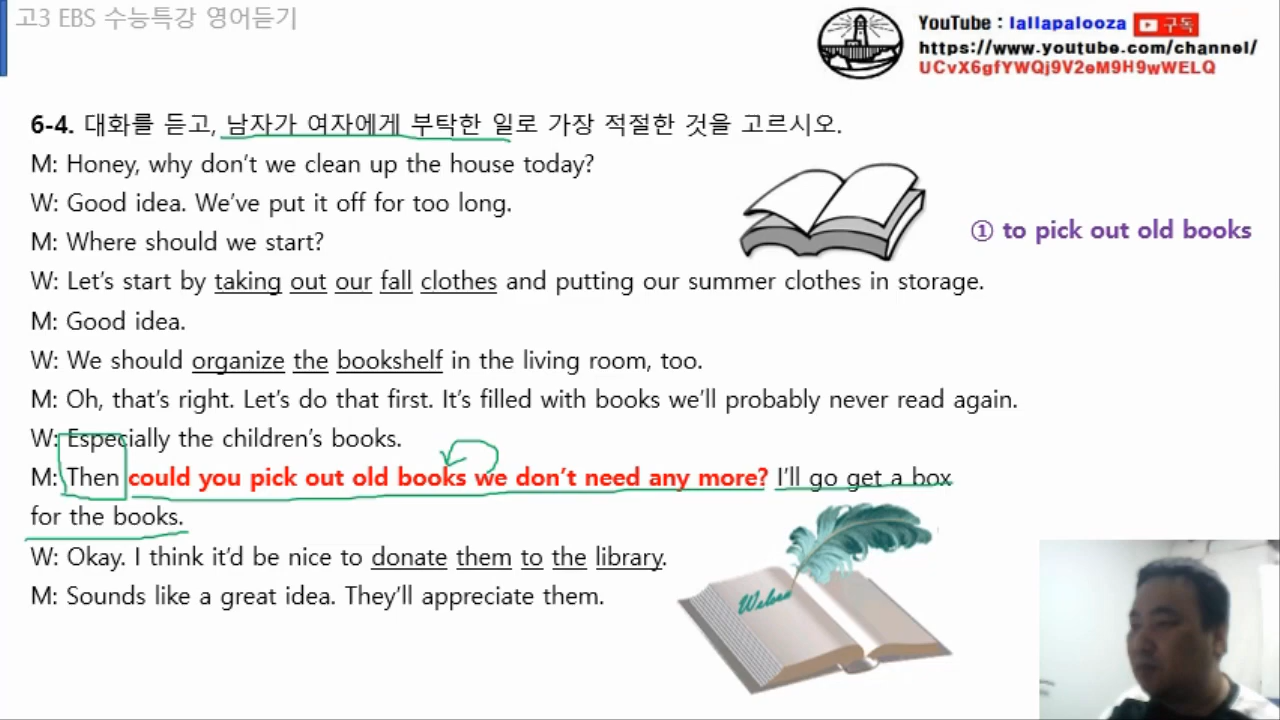 고3 EBS 수능특강 영어듣기
YouTube : lallapalooza 구독
https://www.youtube.com/channel/
UCvX6gfYWQj9V2eM9H9wWELQ
6-4. 대화를 듣고, 남자가 여자에게 부탁한 일로 가장 적절한 것을 고르시오.
M: Honey, why don't we clean up the house today?
W: Good idea. We've put it off for too long.
M: Where should we start?
① to pick out old books
W: Let's start by taking out our fall clothes and putting our summer clothes in storage.
M: Good idea.
W: We should organize the bookshelf in the living room, too.
M: Oh, that's right. Let's do that first. It's filled with books we'll probably never read again.
W: Especially the children's books.
M: Then could you pick out old books we don't need any more? I'll go get a box
for the books.
W: Okay. I think it'd be nice to donate them to the library.
M: Sounds like a great idea. They'll appreciate them.